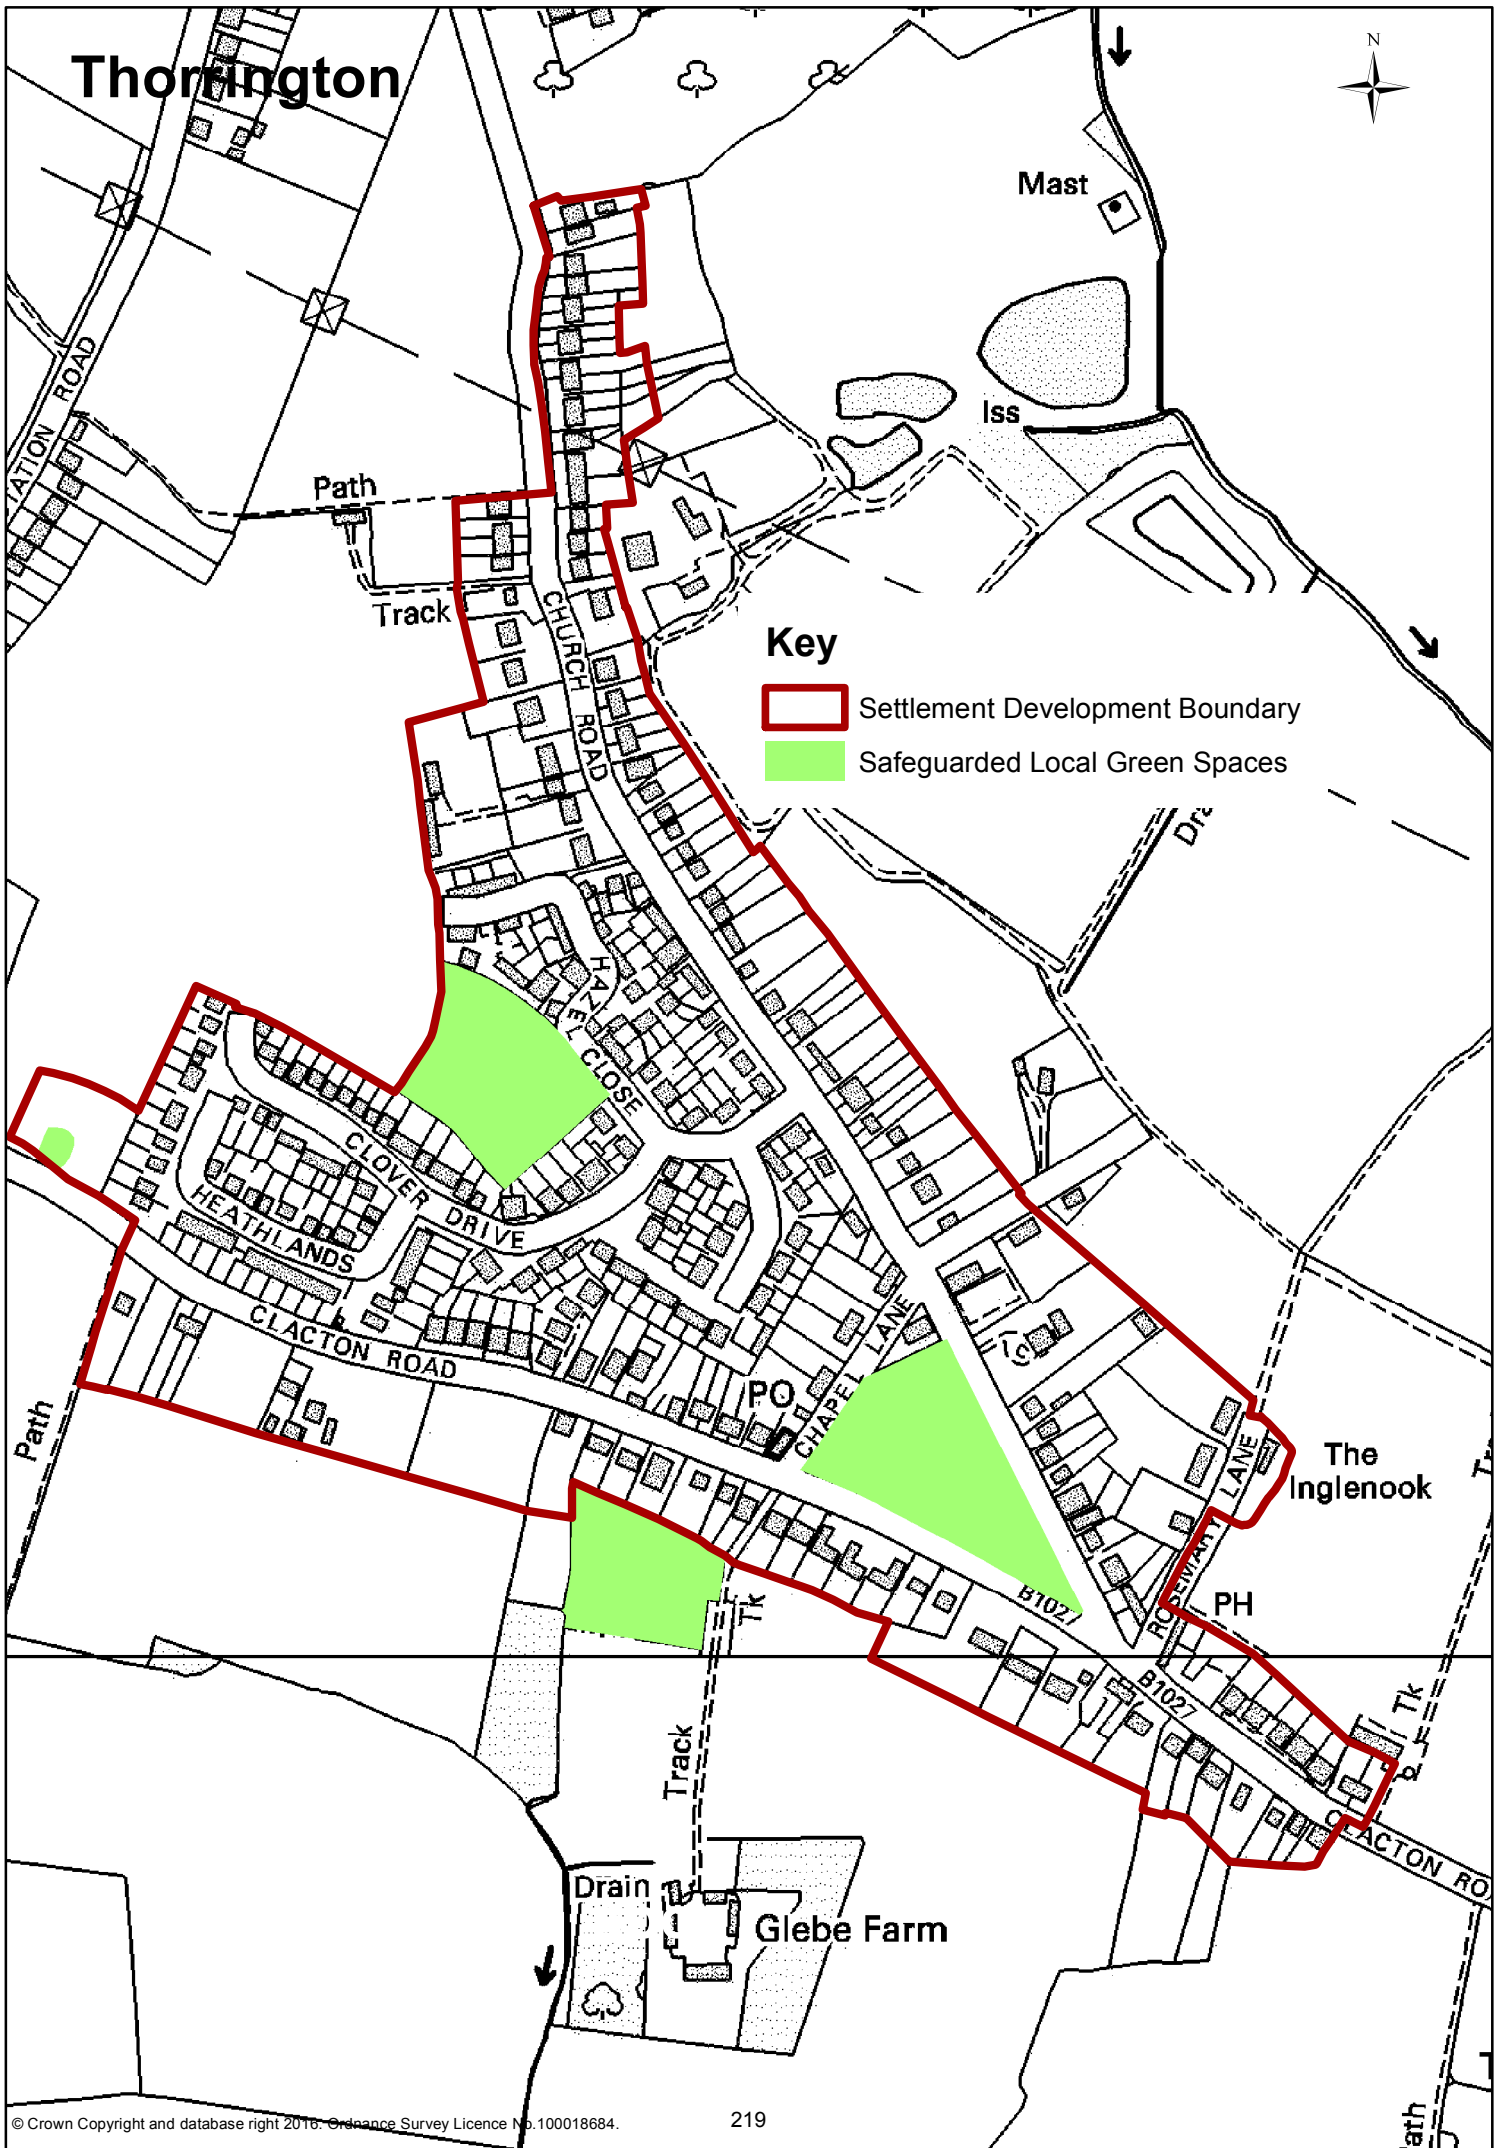 Thorrington
N
Mast
Iss
ROAD
Path
Track
CHURCH ROAD
Key
Settlement Development Boundary
Safeguarded Local Green Spaces
HAZEL CLOSE
CLOVER DRIVE
HEATHLANDS
CLACTON ROAD
CHAPEL LANE
PO
Path
The
Inglenook
ROSEMARY LANE
PH
B1027
Tk
B1027
Tk
Track
CLACTON
Drain
Glebe Farm
© Crown Copyright and database right 2016. Ordnance Survey Licence No.100018684.
219